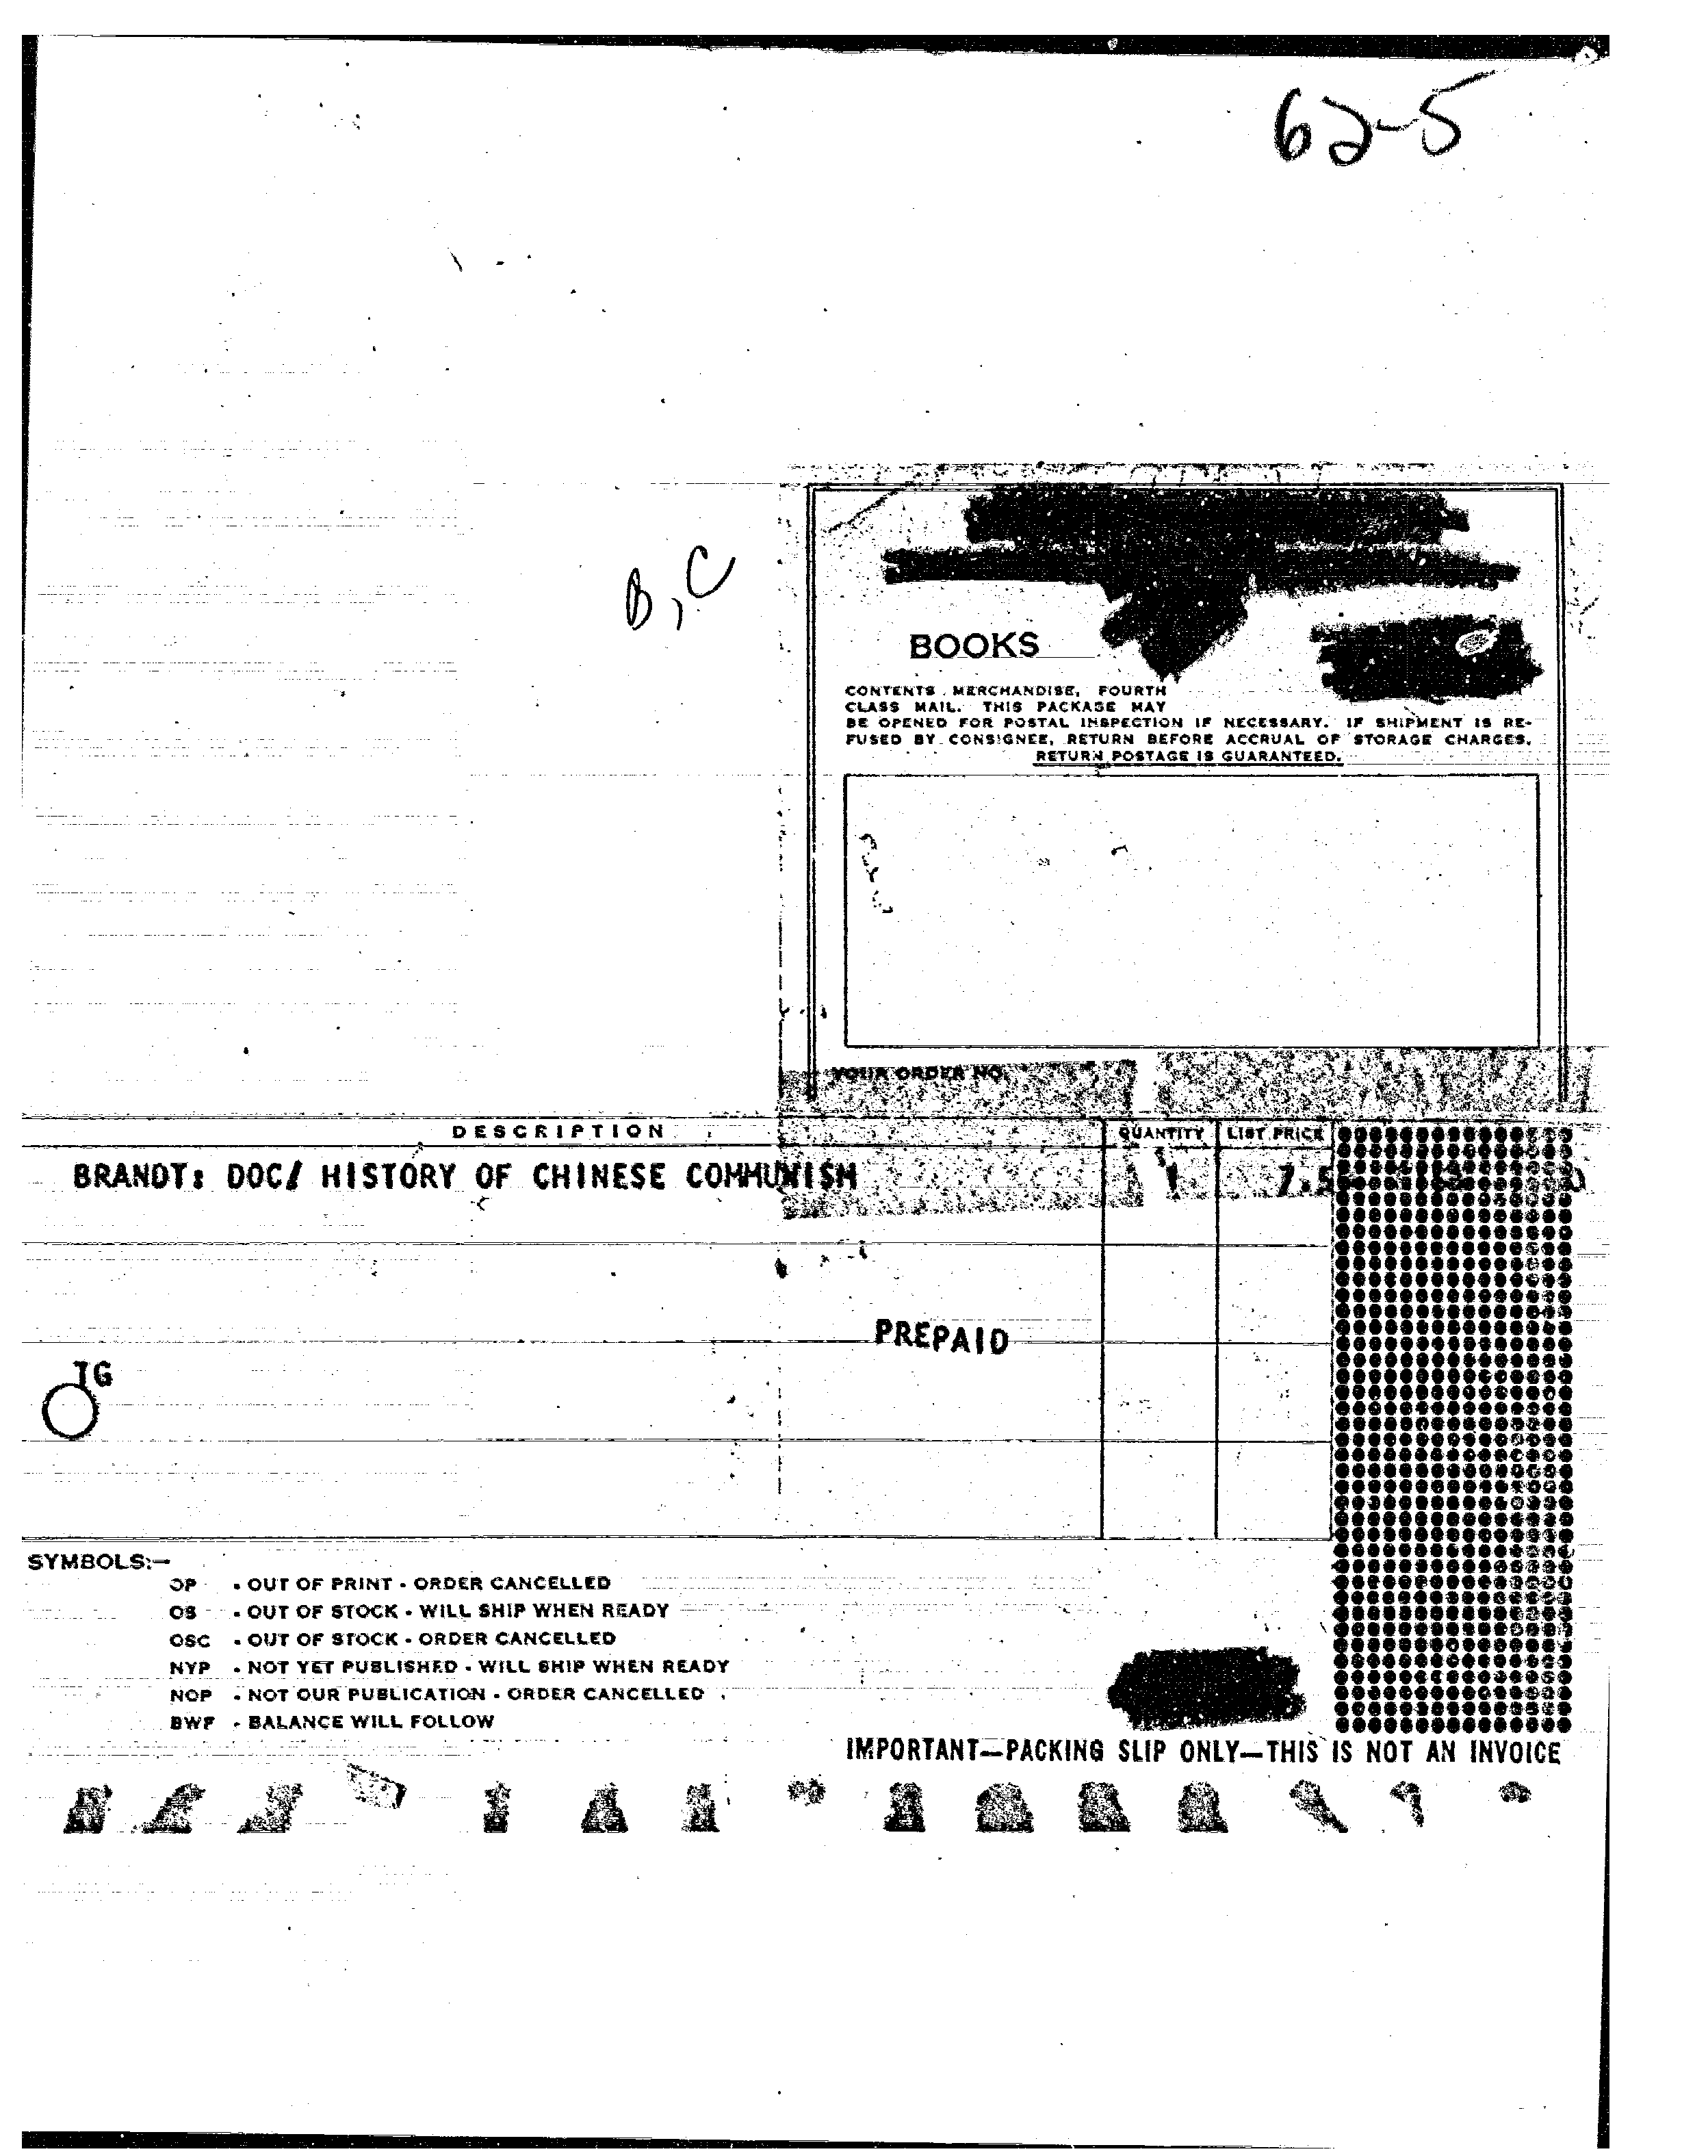 62-5
B,C
BOOKS
CONTENTS . MERCHANDISE, FOURTH
CLASS MAIL. THIS PACKAGE MAY
BE OPENED FOR POSTAL INSPECTION IF NECESSARY. IF SHIPMENT IS RE-
FUSED BY CONSIGNEE, RETURN BEFORE ACCRUAL OF STORAGE CHARGES.
RETURN POSTAGE IS GUARANTEED.
YOUR ORDER NO.
DESCRIPTION QUANTITY LIST PRICE
BRANDT: DOC/ HISTORY OF CHINESE COMMUNISM 1
PREPAID
TG
SYMBOLS:—
OP - OUT OF PRINT - ORDER CANCELLED
OS - OUT OF STOCK - WILL SHIP WHEN READY
OSC - OUT OF STOCK - ORDER CANCELLED
NYP - NOT YET PUBLISHED - WILL SHIP WHEN READY
NOP - NOT OUR PUBLICATION - ORDER CANCELLED
BWF - BALANCE WILL FOLLOW
IMPORTANT—PACKING SLIP ONLY—THIS IS NOT AN INVOICE